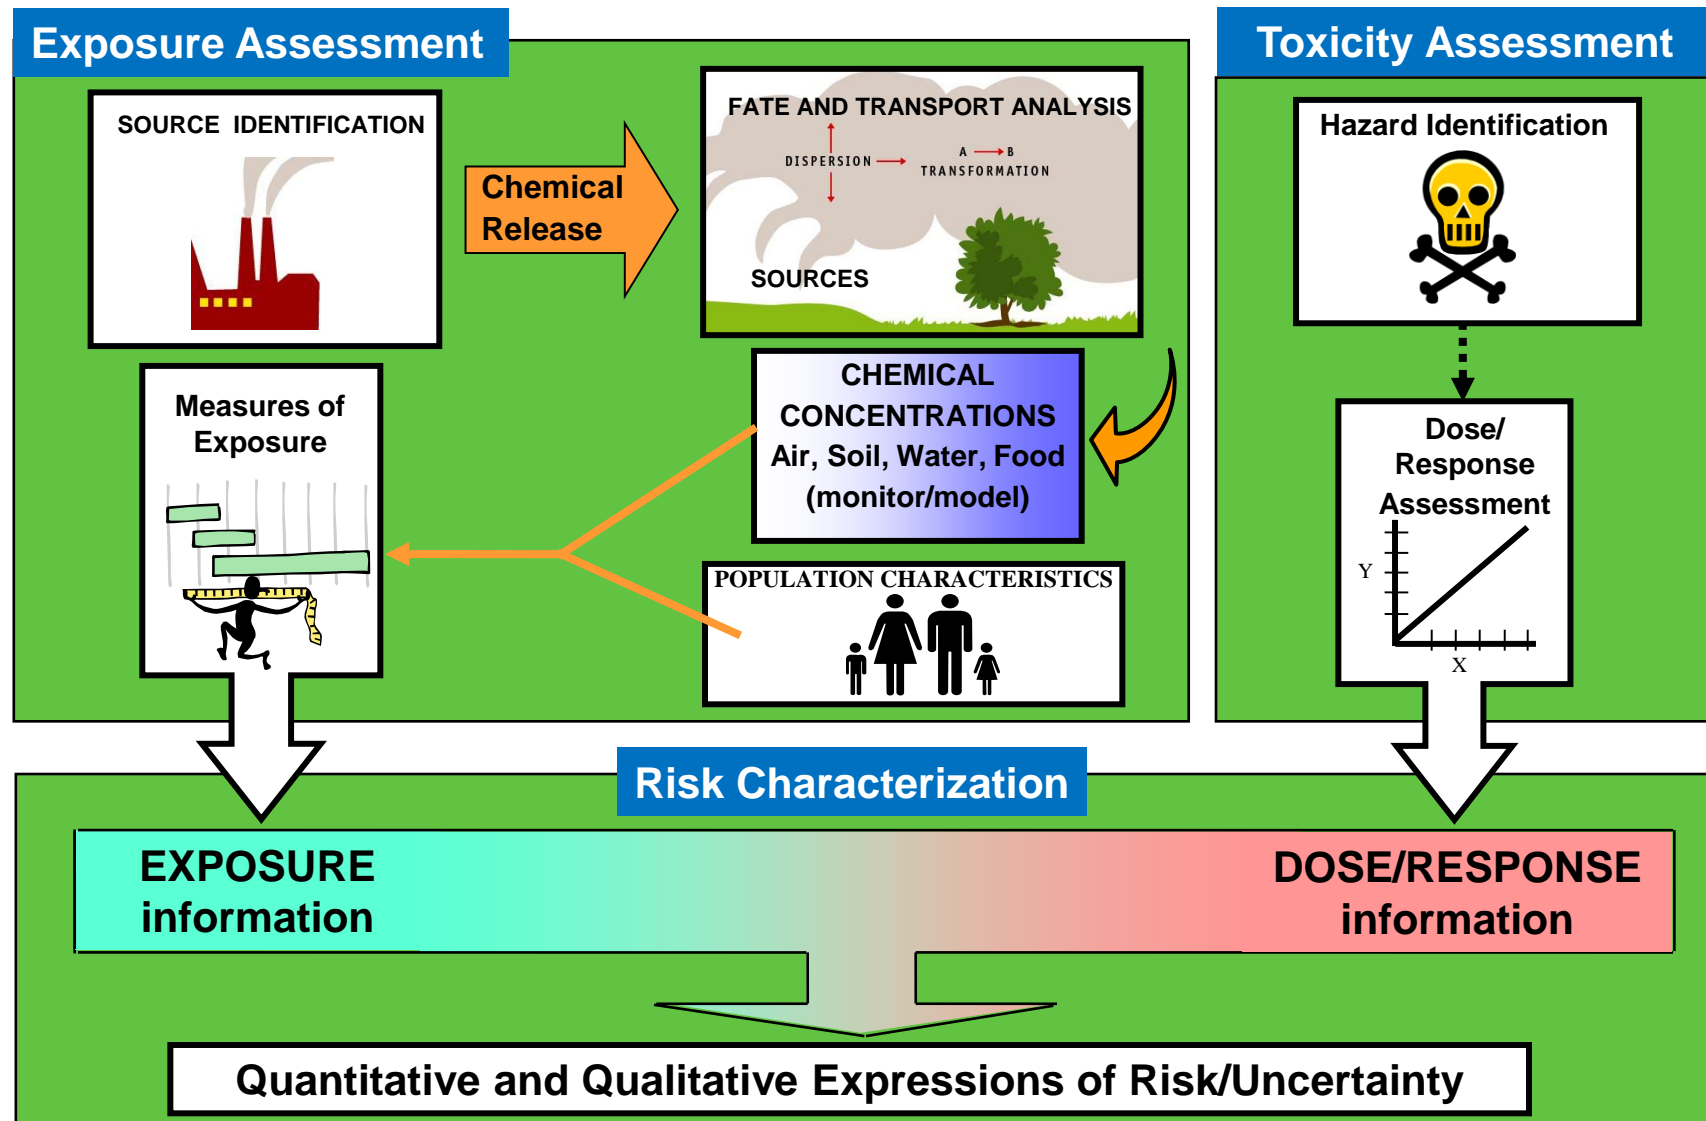 Exposure Assessment
SOURCE IDENTIFICATION
Chemical
Release
FATE AND TRANSPORT ANALYSIS
DISPERSION
A B
TRANSFORMATION
SOURCES
CHEMICAL
CONCENTRATIONS
Air, Soil, Water, Food
(monitor/model)
POPULATION CHARACTERISTICS
Measures of
Exposure
Toxicity Assessment
Hazard Identification
Dose/
Response
Assessment
Y
X
Risk Characterization
EXPOSURE
information
DOSE/RESPONSE
information
Quantitative and Qualitative Expressions of Risk/Uncertainty